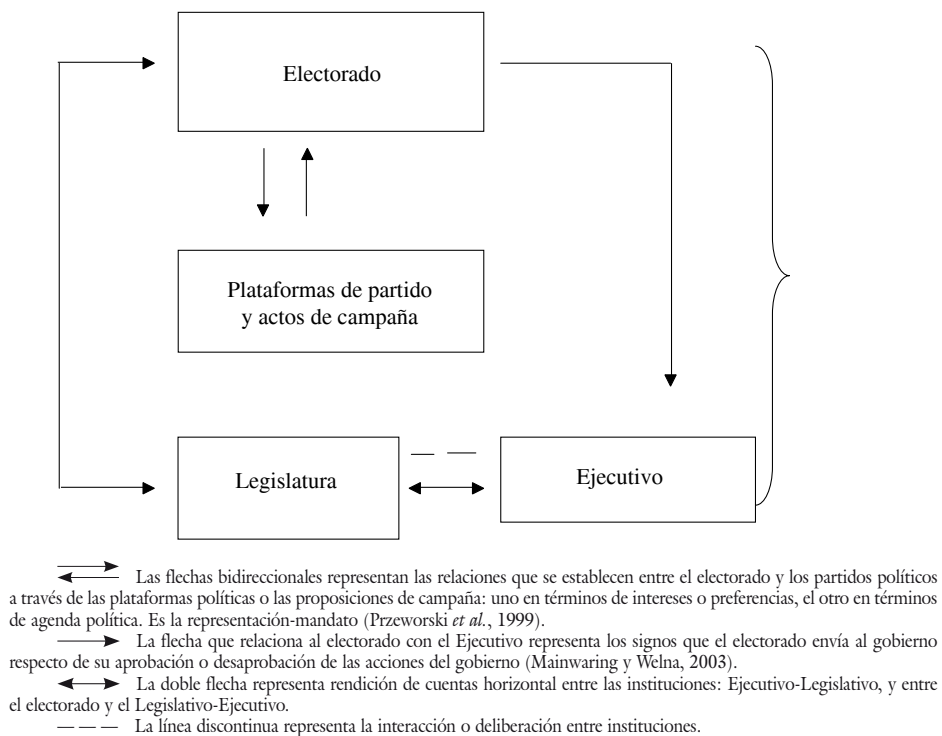 Electorado
Plataformas de partido
y actos de campaña
Legislatura
Ejecutivo
Las flechas bidireccionales representan las relaciones que se establecen entre el electorado y los partidos políticos
a través de las plataformas políticas o las proposiciones de campaña: uno en términos de intereses o preferencias, el otro en términos
de agenda política. Es la representación-mandato (Przeworski et al., 1999).
La flecha que relaciona al electorado con el Ejecutivo representa los signos que el electorado envía al gobierno
respecto de su aprobación o desaprobación de las acciones del gobierno (Mainwaring y Welna, 2003).
La doble flecha representa rendición de cuentas horizontal entre las instituciones: Ejecutivo-Legislativo, y entre
el electorado y el Legislativo-Ejecutivo.
La línea discontinua representa la interacción o deliberación entre instituciones.